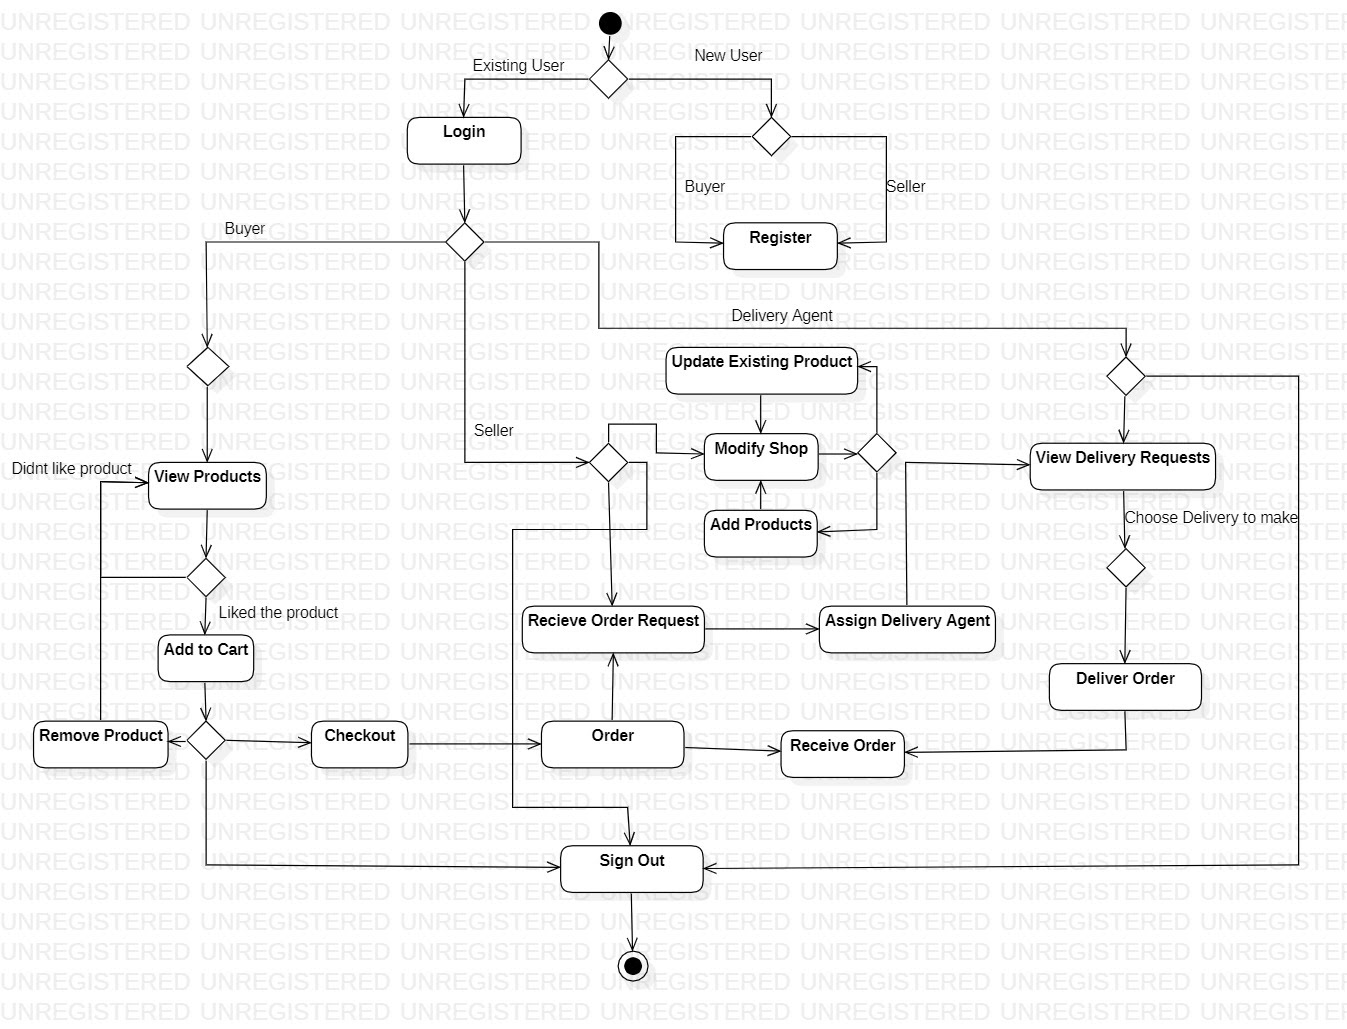 New User
Existing User
Login
Buyer
Seller
Buyer
Register
Delivery Agent
Update Existing Product
Seller
Modify Shop
View Delivery Requests
Didnt like product
View Products
Choose Delivery to make
Add Products
Liked the product
Recieve Order Request
Assign Delivery Agent
Add to Cart
Deliver Order
Remove Product
Checkout
Order
Receive Order
Sign Out
UNREGISTERED